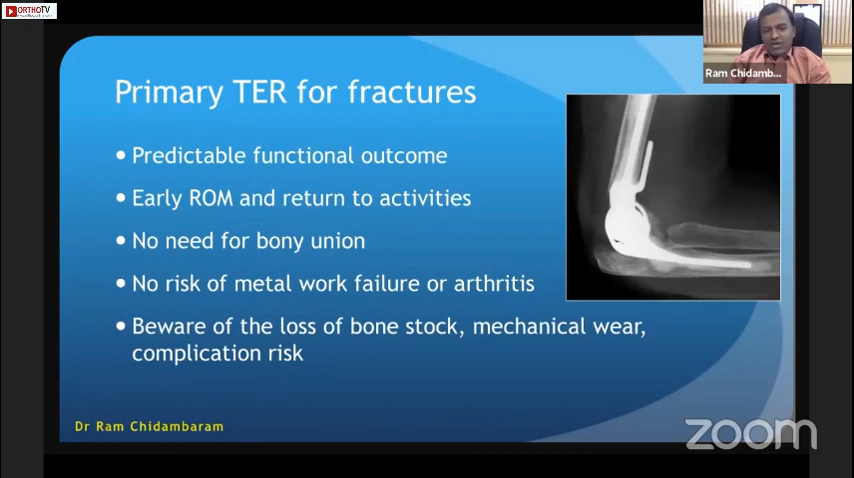 ORTHOTV
Ram Chidamb...
Primary TER for fractures
• Predictable functional outcome
• Early ROM and return to activities
• No need for bony union
• No risk of metal work failure or arthritis
• Beware of the loss of bone stock, mechanical wear,
complication risk
Dr Ram Chidambaram
zoom